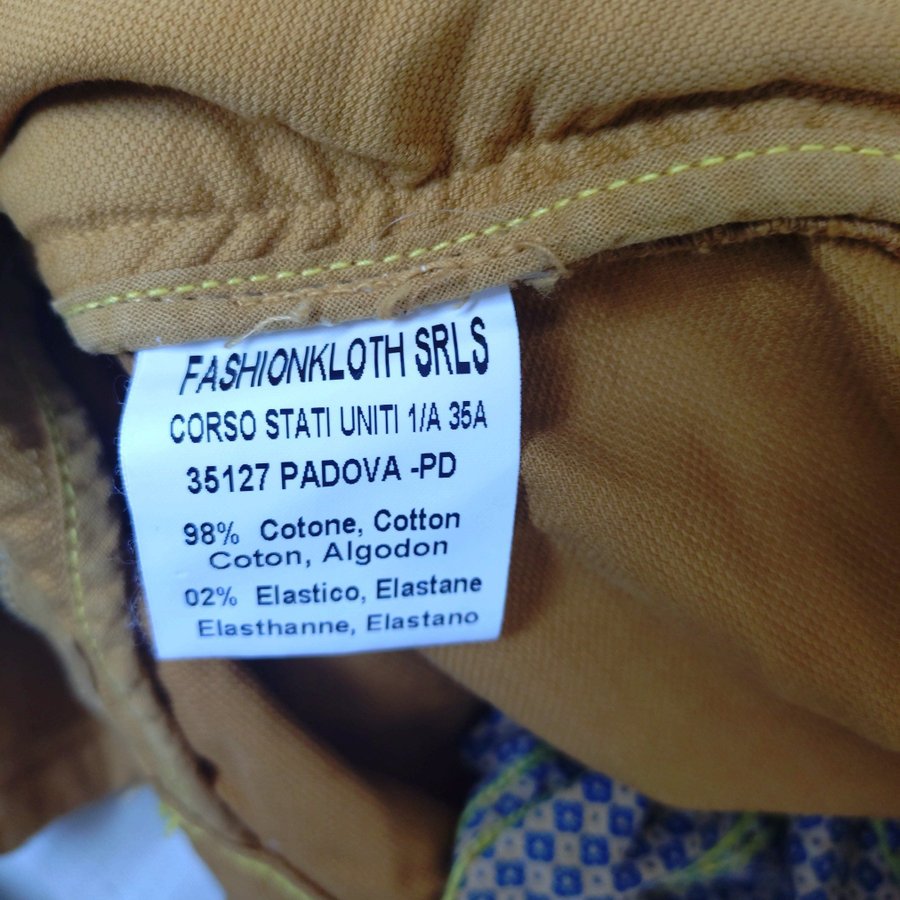 FASHIONKLOTH SRLS
CORSO STATI UNITI 1/A 35A
35127 PADOVA -PD
98% Cotone, Cotton
Coton, Algodon
02% Elastico, Elastane
Elasthanne, Elastano